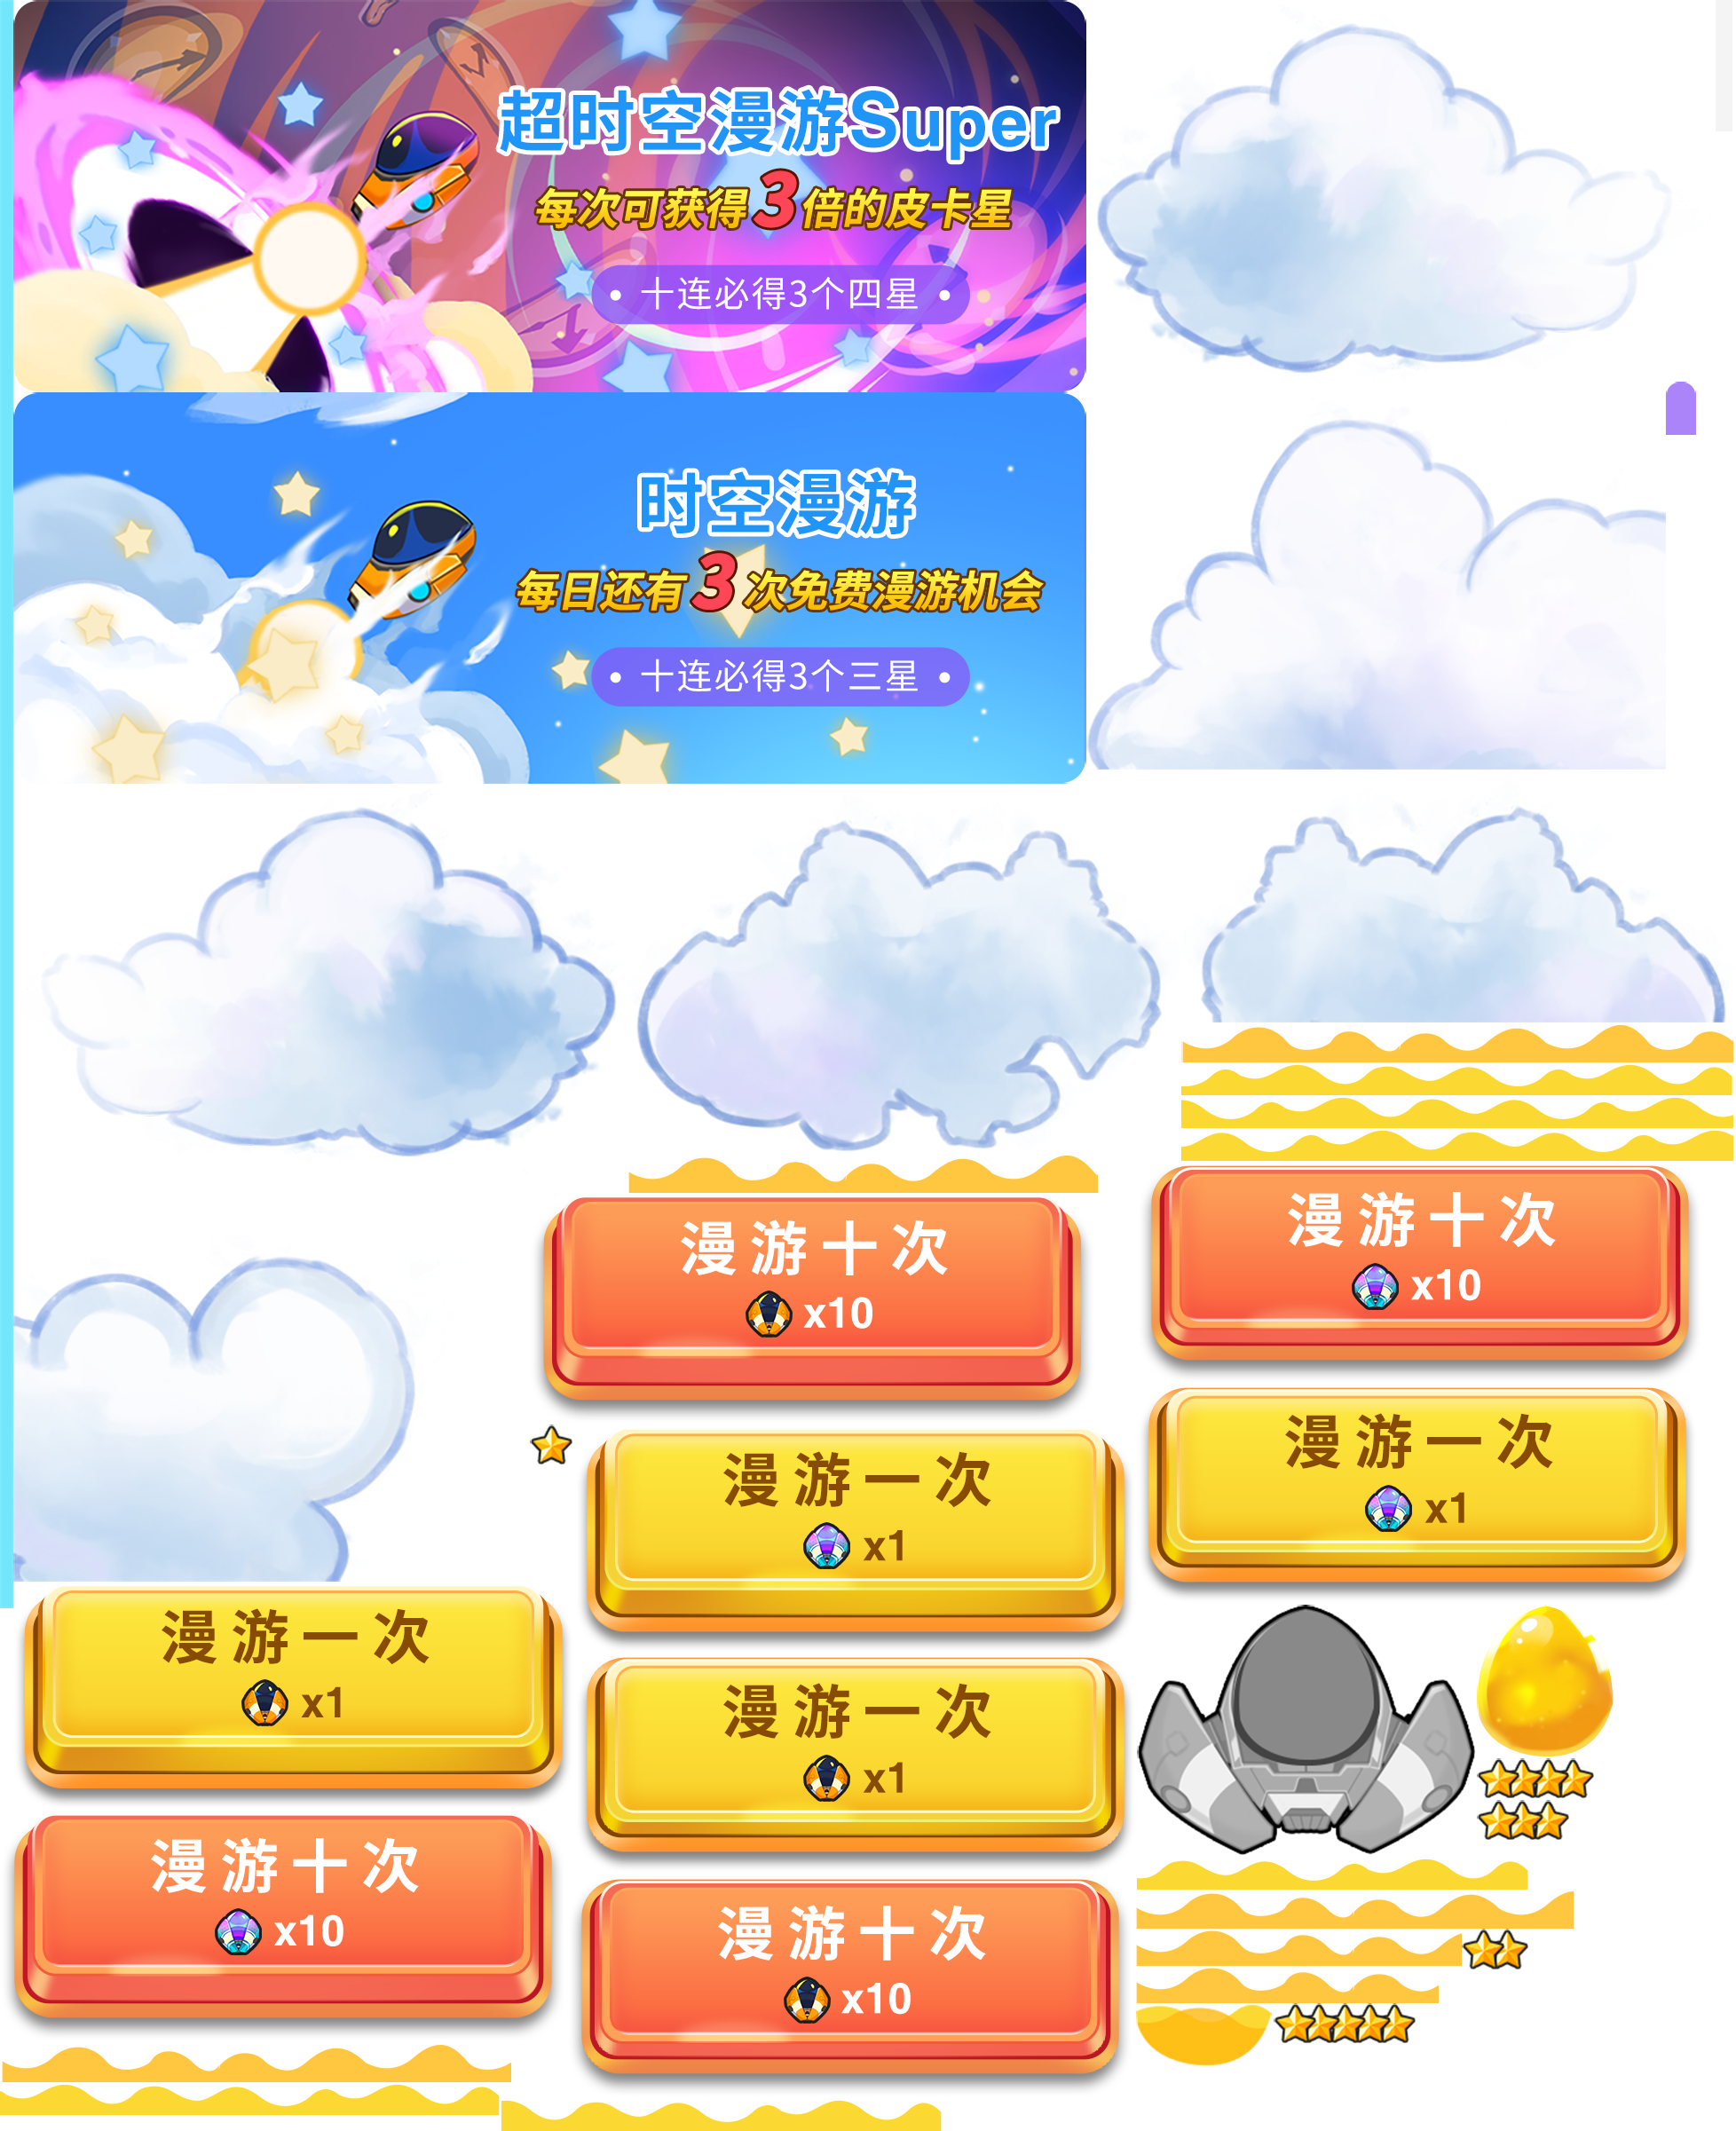 超时空漫游Super
每次可获得3倍的皮卡星
• 十连必得3个四星 •
时空漫游
每日还有3次免费漫游机会
• 十连必得3个三星 •
漫游十次
x10
漫游十次
x10
漫游一次
x1
漫游一次
x1
漫游一次
x1
漫游一次
x1
漫游十次
x10
漫游十次
x10